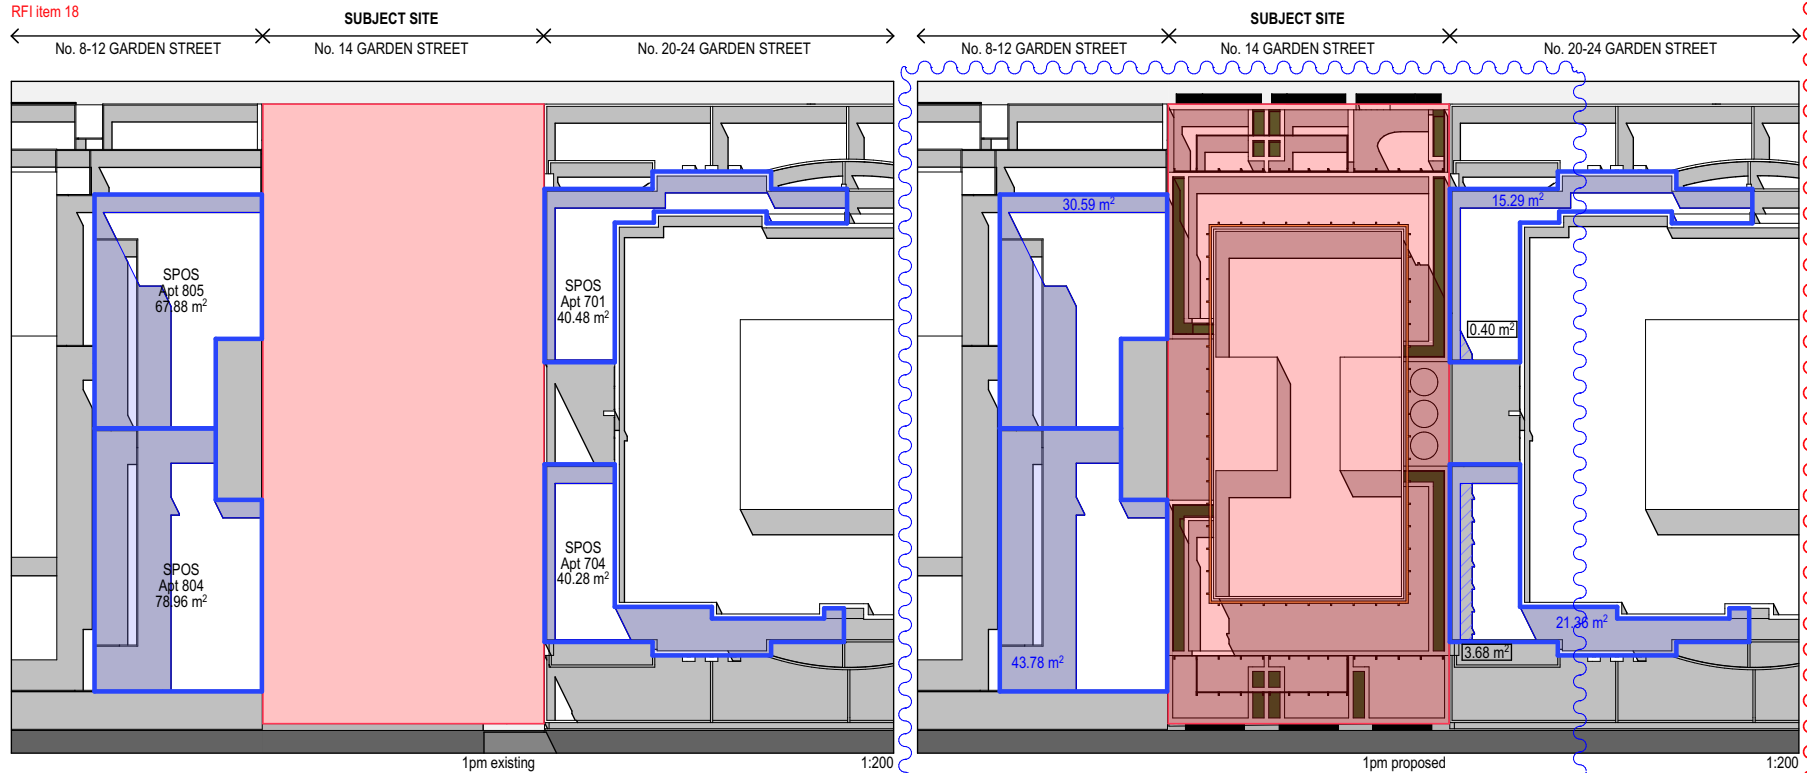 RFI item 18
SUBJECT SITE
No. 8-12 GARDEN STREET
No. 14 GARDEN STREET
No. 20-24 GARDEN STREET
SPOS
Apt 805
67.88 m²
SPOS
Apt 701
40.48 m²
SPOS
Apt 804
78.96 m²
SPOS
Apt 704
40.28 m²
1pm existing
1:200
SUBJECT SITE
No. 8-12 GARDEN STREET
No. 14 GARDEN STREET
No. 20-24 GARDEN STREET
30.59 m²
15.29 m²
0.40 m²
21.36 m²
3.68 m²
43.78 m²
1pm proposed
1:200